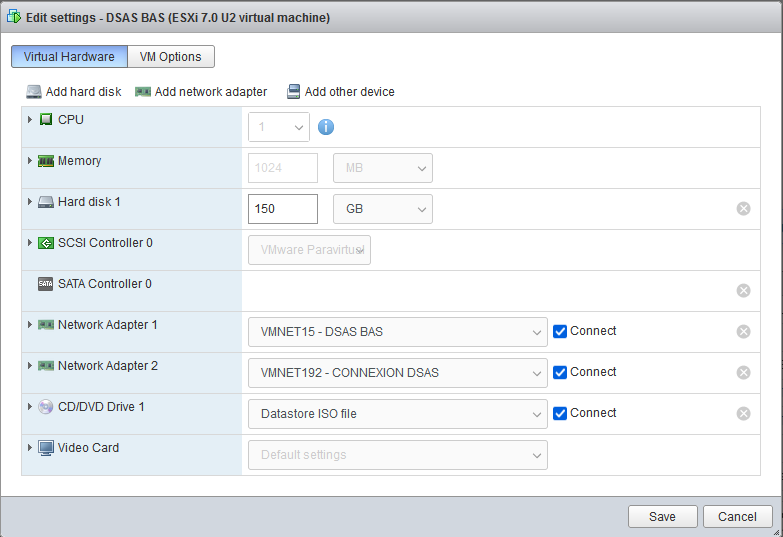 Edit settings - DSAS BAS (ESXi 7.0 U2 virtual machine)
Virtual Hardware VM Options
Add hard disk Add network adapter Add other device
CPU 1 i
Memory 1024 MB
Hard disk 1 150 GB
SCSI Controller 0 VMware Paravirtual
SATA SATA Controller 0
Network Adapter 1 VMNET15 - DSAS BAS Connect
Network Adapter 2 VMNET192 - CONNEXION DSAS Connect
CD/DVD Drive 1 Datastore ISO file Connect
Video Card Default settings
Save Cancel